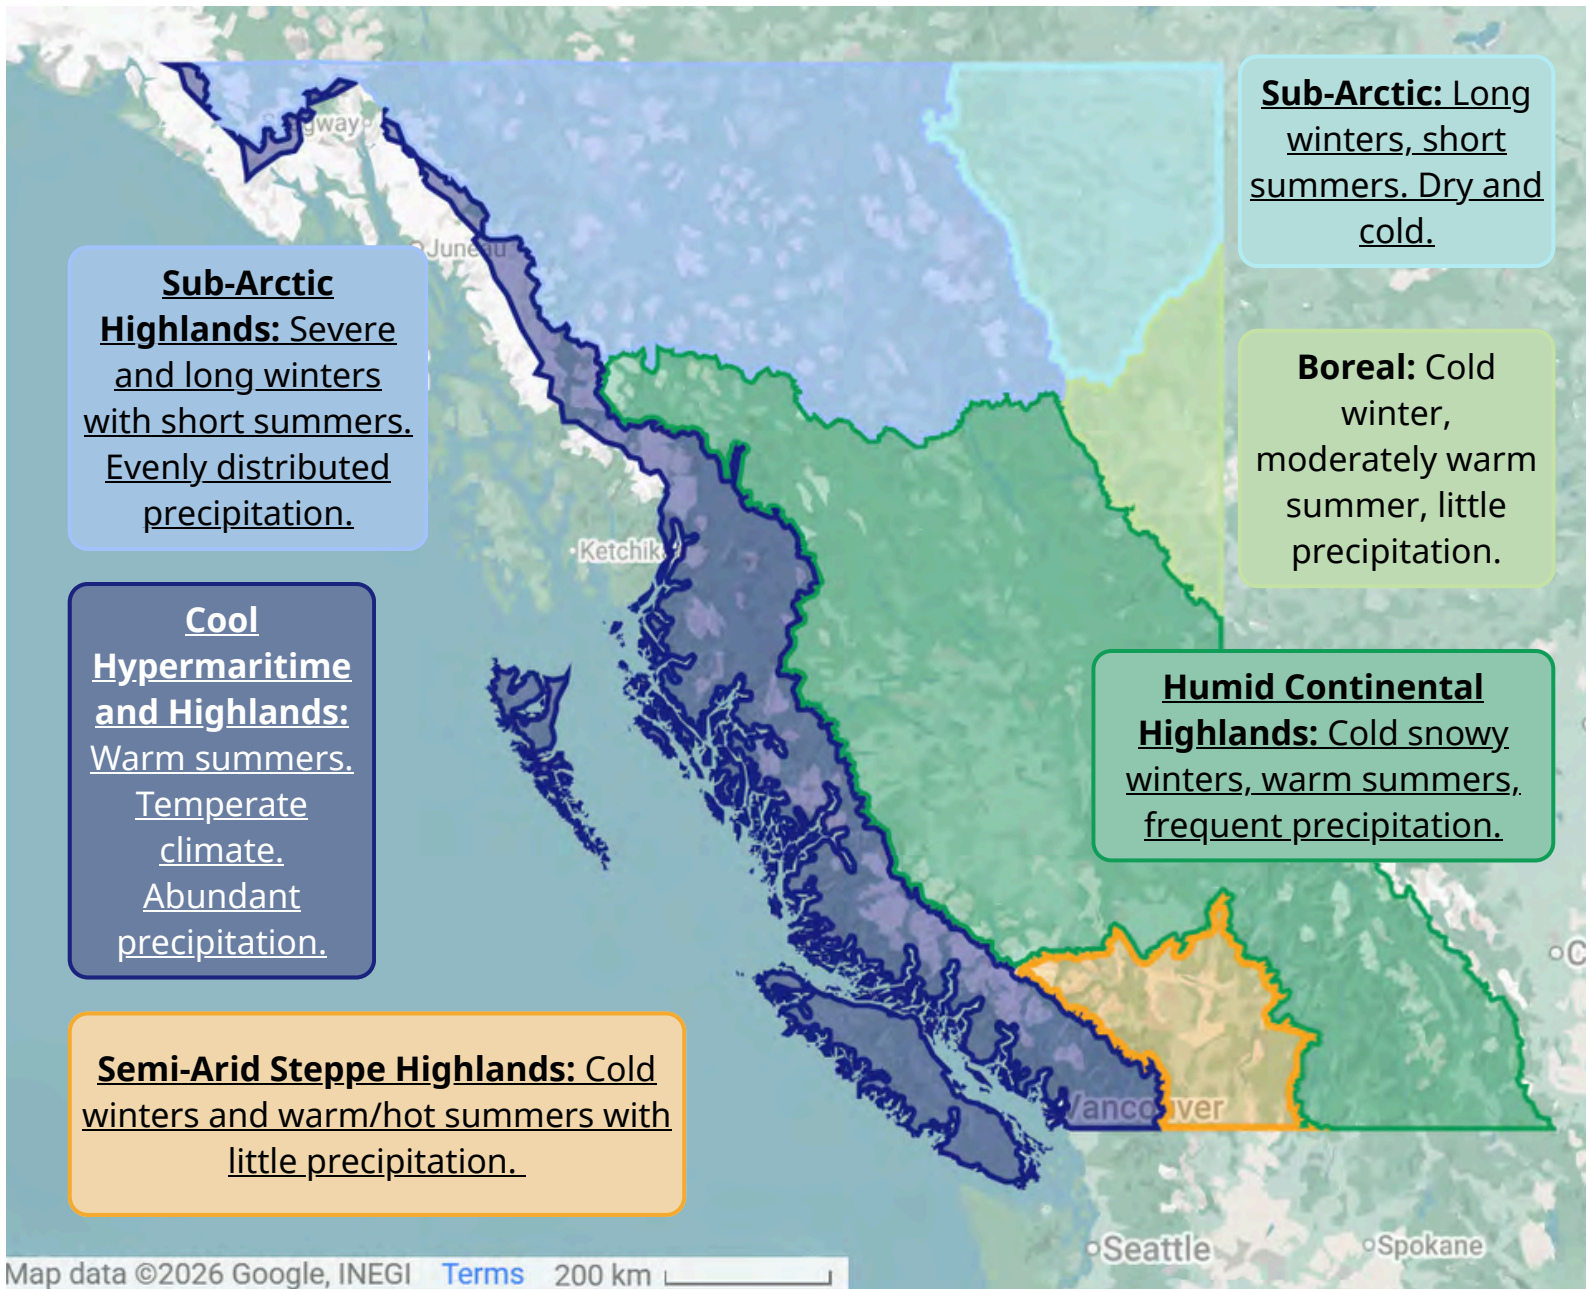 Sub-Arctic: Long
winters, short
summers. Dry and
cold.
Juneau
Sub-Arctic
Highlands: Severe
and long winters
with short summers.
Evenly distributed
precipitation.
Boreal: Cold
winter,
moderately warm
summer, little
precipitation.
Cool
Hypermaritime
and Highlands:
Warm summers.
Temperate
climate.
Abundant
precipitation.
Humid Continental
Highlands: Cold snowy
winters, warm summers,
frequent precipitation.
Semi-Arid Steppe Highlands: Cold
winters and warm/hot summers with
little precipitation.
Vancouver
Seattle
Spokane
Map data ©2026 Google, INEGI Terms 200 km